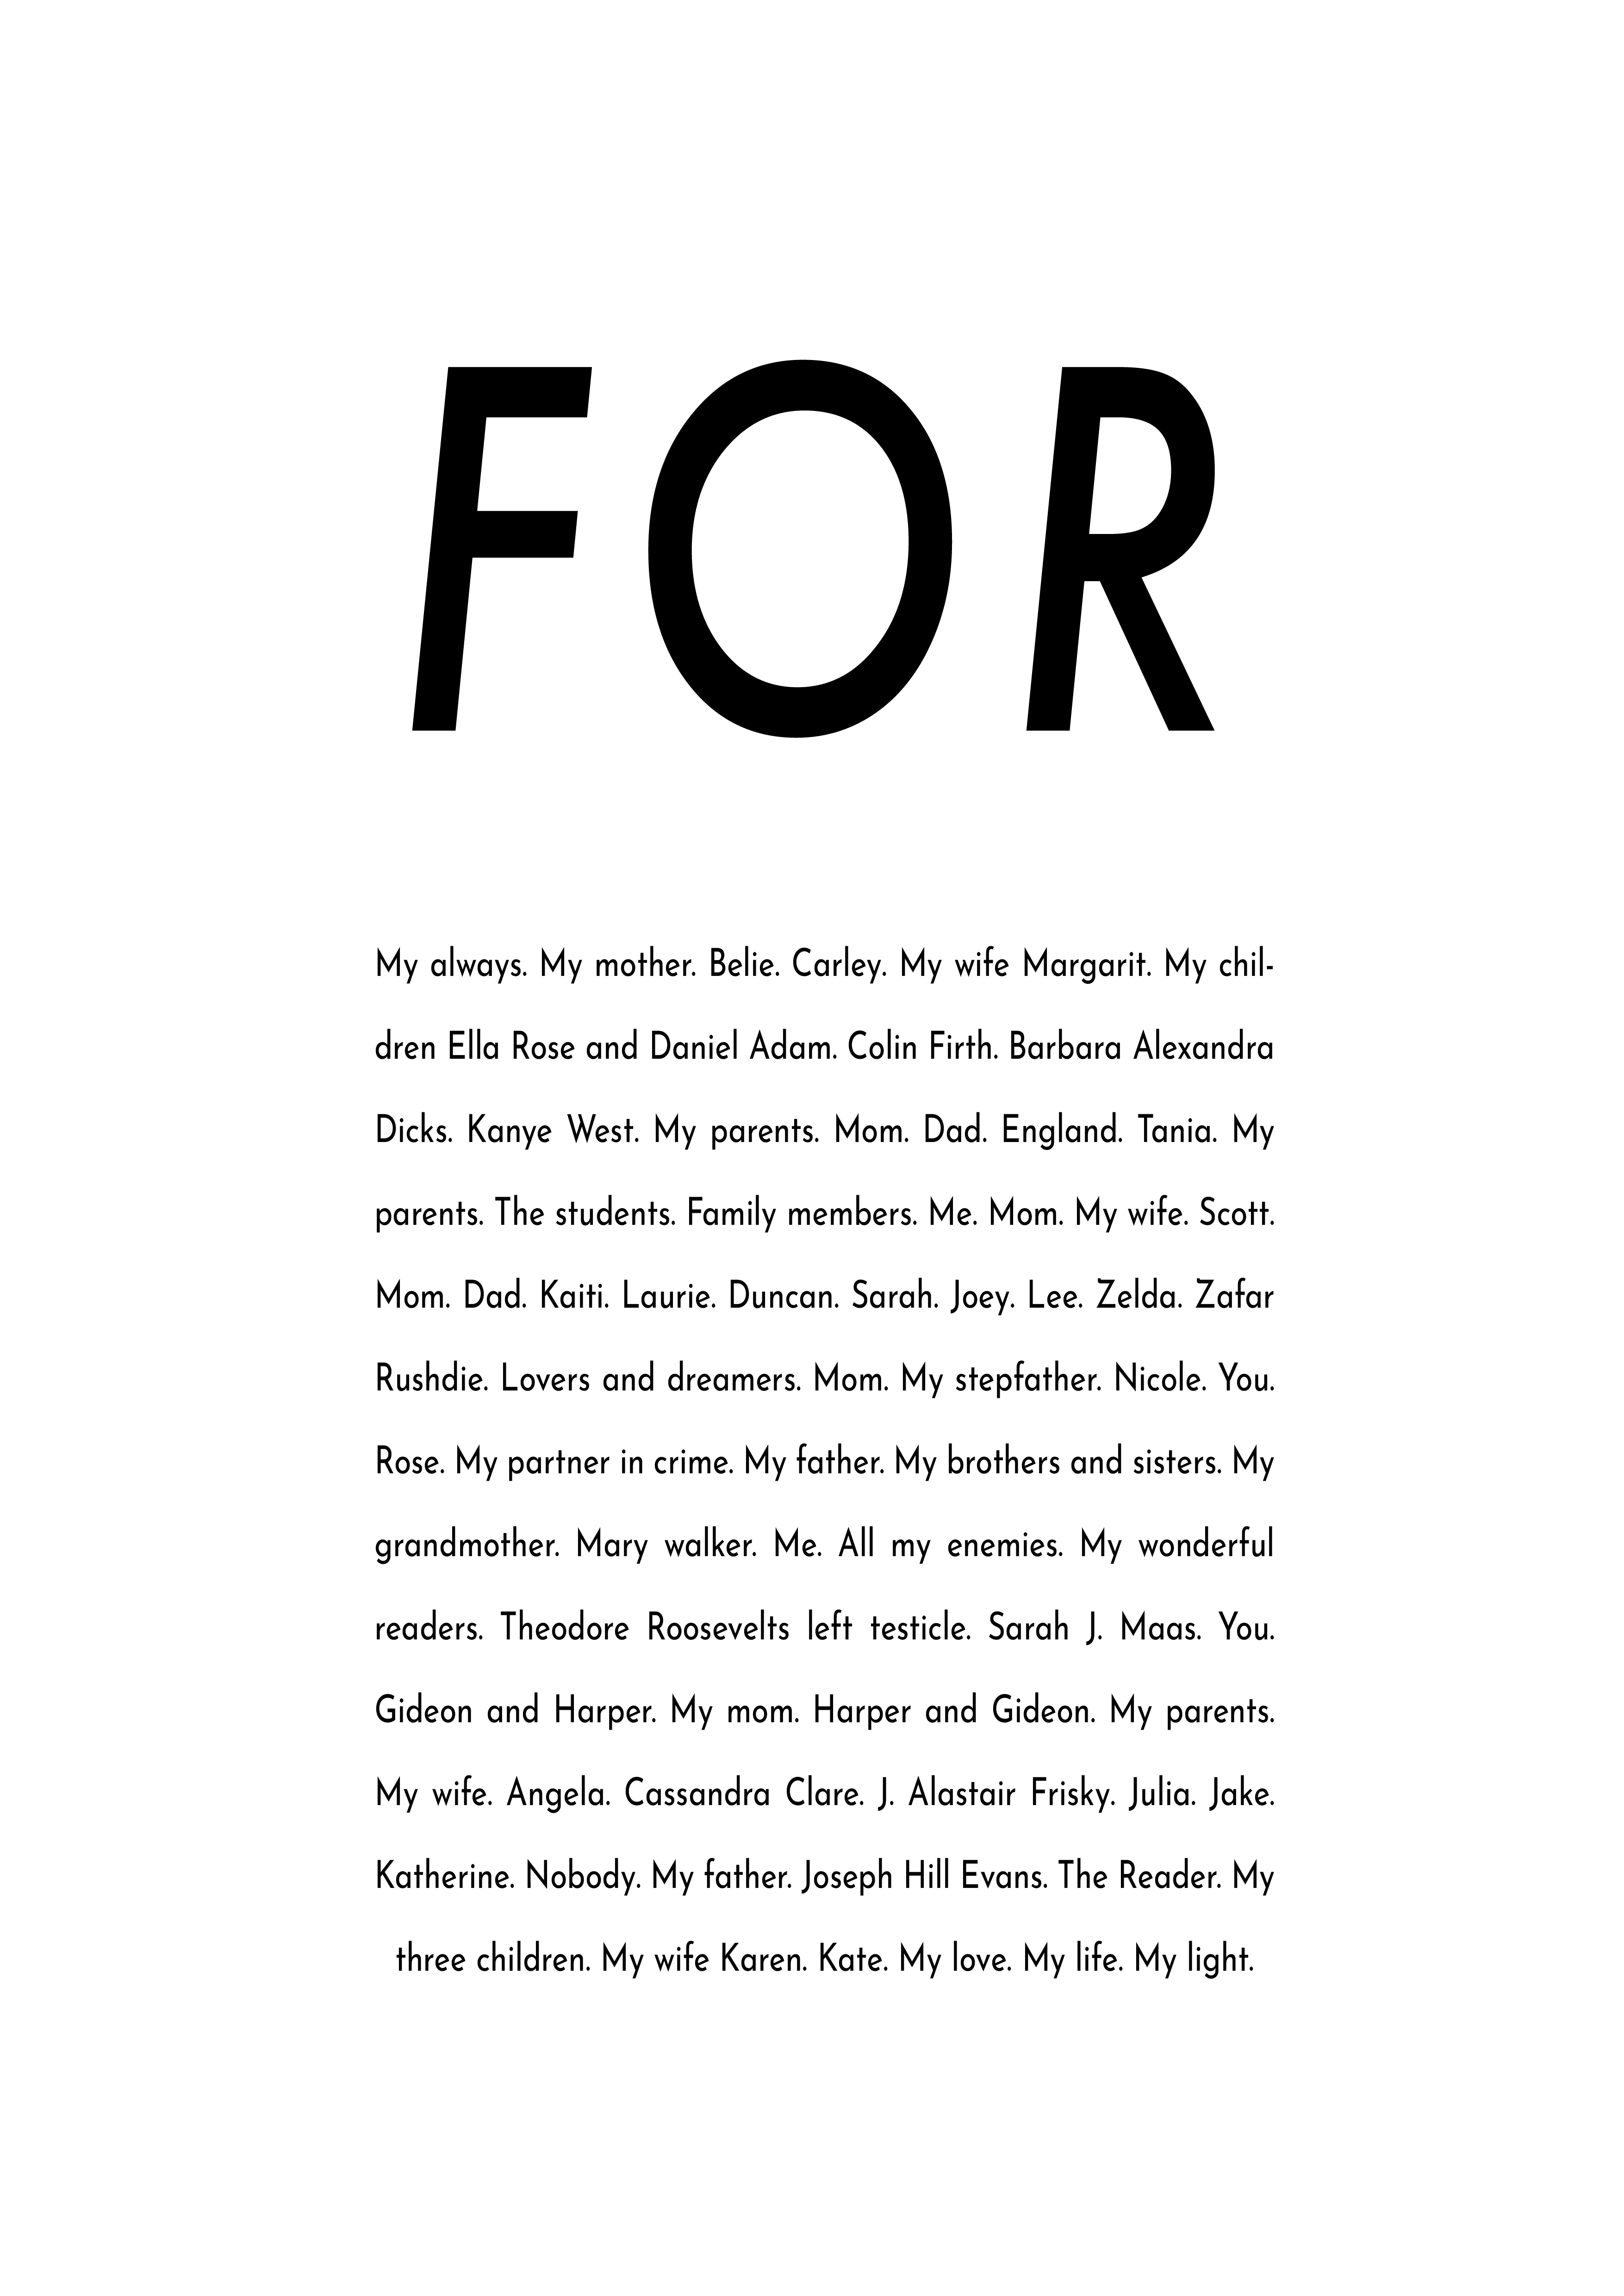 FOR
My always. My mother. Belie. Carley. My wife Margarit. My chil-
dren Ella Rose and Daniel Adam. Colin Firth. Barbara Alexandra
Dicks. Kanye West. My parents. Mom. Dad. England. Tania. My
parents. The students. Family members. Me. Mom. My wife. Scott.
Mom. Dad. Kaiti. Laurie. Duncan. Sarah. Joey. Lee. Zelda. Zafar
Rushdie. Lovers and dreamers. Mom. My stepfather. Nicole. You.
Rose. My partner in crime. My father. My brothers and sisters. My
grandmother. Mary walker. Me. All my enemies. My wonderful
readers. Theodore Roosevelts left testicle. Sarah J. Maas. You.
Gideon and Harper. My mom. Harper and Gideon. My parents.
My wife. Angela. Cassandra Clare. J. Alastair Frisky. Julia. Jake.
Katherine. Nobody. My father. Joseph Hill Evans. The Reader. My
three children. My wife Karen. Kate. My love. My life. My light.